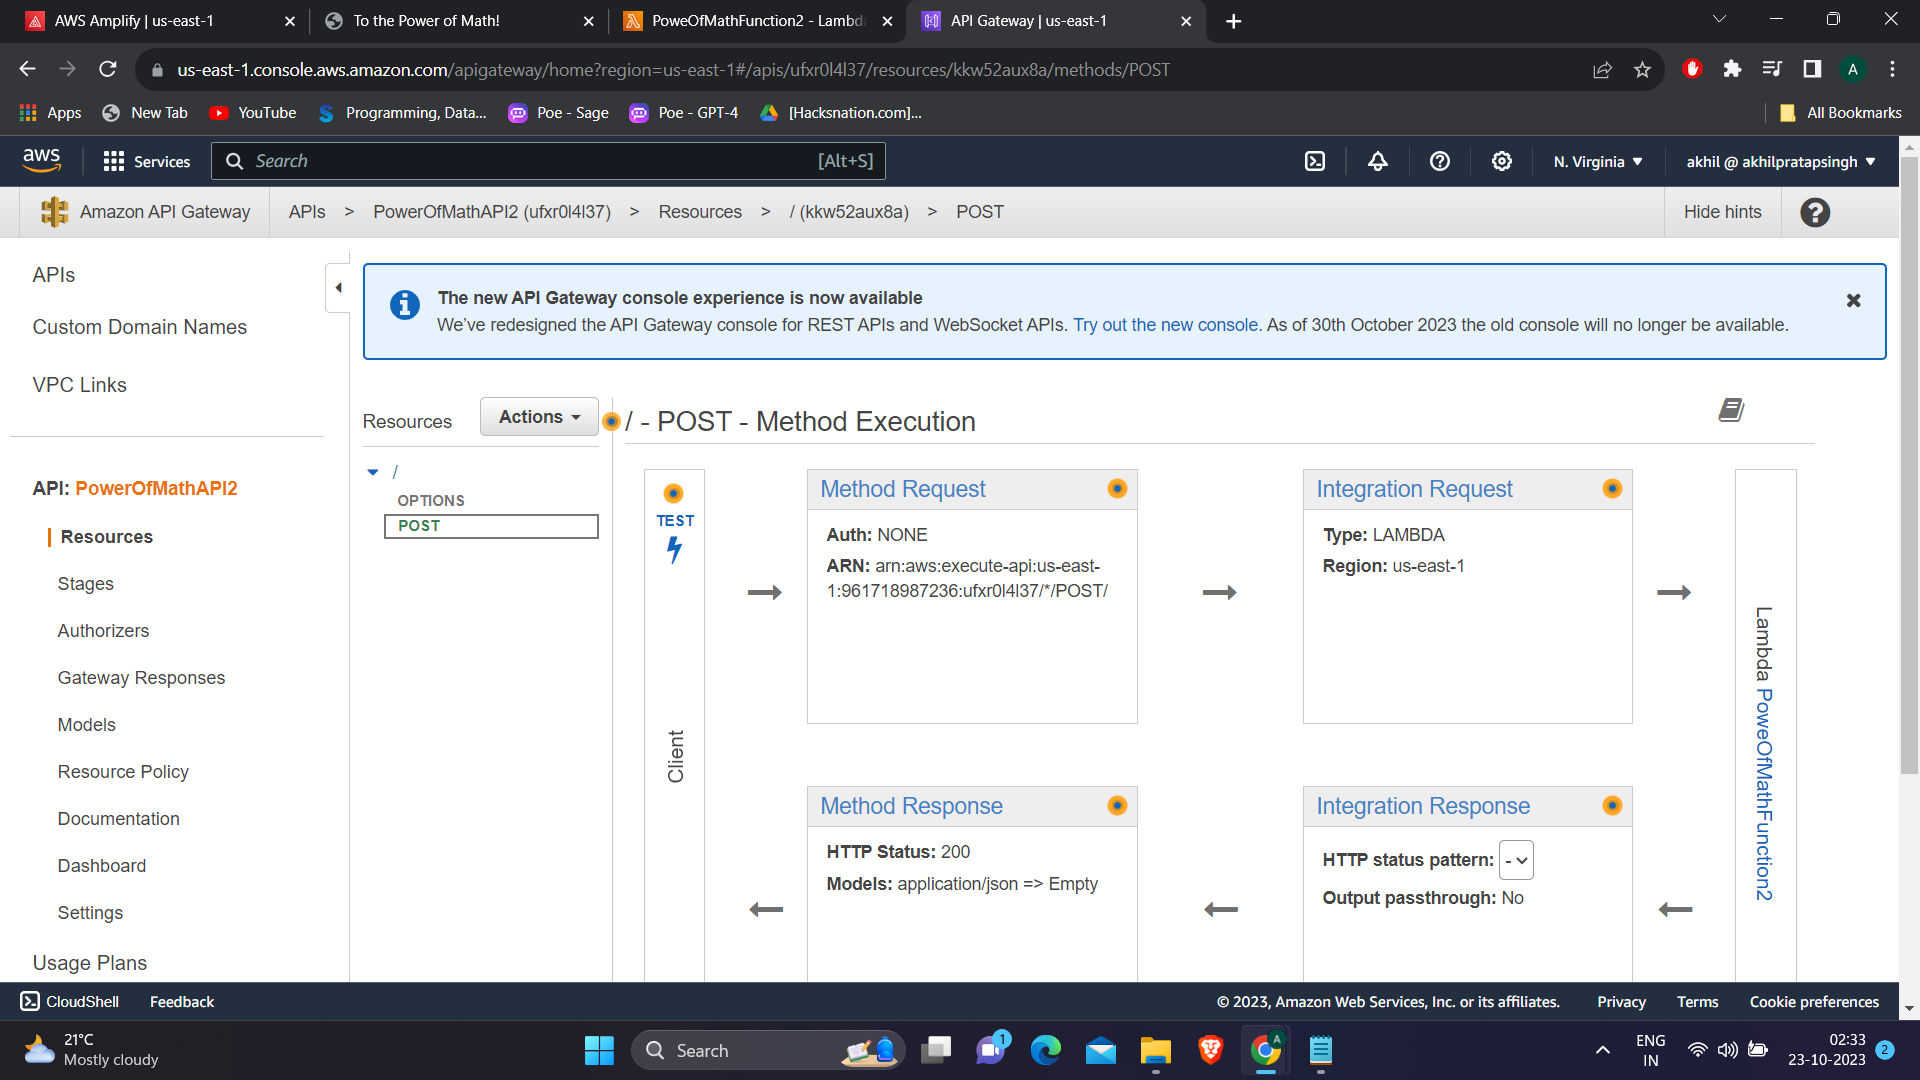 AWS Amplify | us-east-1
To the Power of Math!
PoweOfMathFunction2 - Lambd
API Gateway | us-east-1
us-east-1.console.aws.amazon.com/apigateway/home?region=us-east-1#/apis/ufxr0l4l37/resources/kkw52aux8a/methods/POST
A
Apps
New Tab
YouTube
Programming, Data...
Poe - Sage
Poe - GPT-4
[Hacksnation.com]...
All Bookmarks
aws
Services
Search
[Alt+S]
N. Virginia
akhil @ akhilpratapsingh
Amazon API Gateway
APIs > PowerOfMathAPI2 (ufxr0l4l37) > Resources > / (kkw52aux8a) > POST
Hide hints
?
APIs
Custom Domain Names
VPC Links
API: PowerOfMathAPI2
Resources
Stages
Authorizers
Gateway Responses
Models
Resource Policy
Documentation
Dashboard
Settings
Usage Plans
The new API Gateway console experience is now available
We've redesigned the API Gateway console for REST APIs and WebSocket APIs. Try out the new console. As of 30th October 2023 the old console will no longer be available.
Resources
Actions
/
OPTIONS
POST
/ - POST - Method Execution
TEST
Client
Method Request
Auth: NONE
ARN: arn:aws:execute-api:us-east-
1:961718987236:ufxr0l4l37/*/POST/
Integration Request
Type: LAMBDA
Region: us-east-1
Lambda PoweOfMathFunction2
Method Response
HTTP Status: 200
Models: application/json => Empty
Integration Response
HTTP status pattern: -
Output passthrough: No
CloudShell
Feedback
© 2023, Amazon Web Services, Inc. or its affiliates.
Privacy
Terms
Cookie preferences
21°C
Mostly cloudy
Search
1
A
ENG
IN
02:33
23-10-2023
2